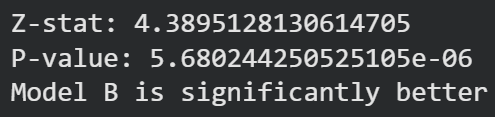 Z-stat: 4.3895128130614705
P-value: 5.680244250525105e-06
Model B is significantly better